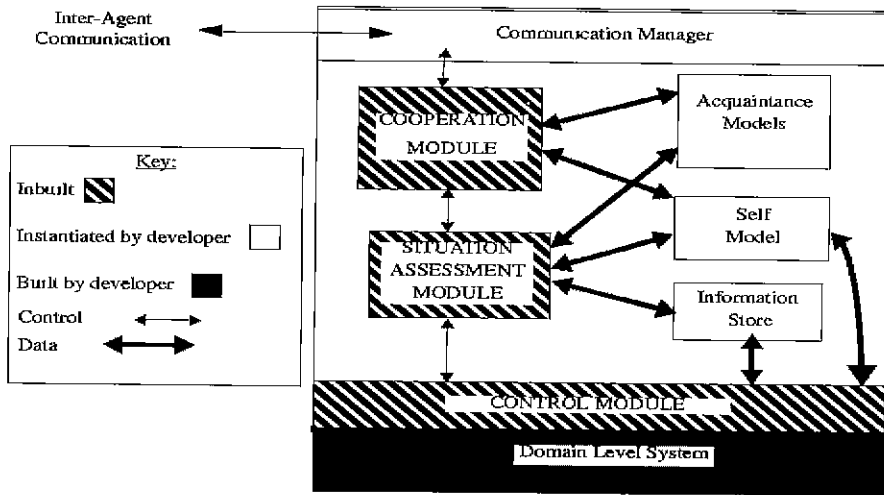 Inter-Agent
Communication
Communication Manager
COOPERATION
MODULE
Acquaintance
Models
Key:
Inbuilt
Instantiated by developer
Built by developer
Control
Data
SITUATION
ASSESSMENT
MODULE
Self
Model
Information
Store
CONTROL MODULE
Domain Level System